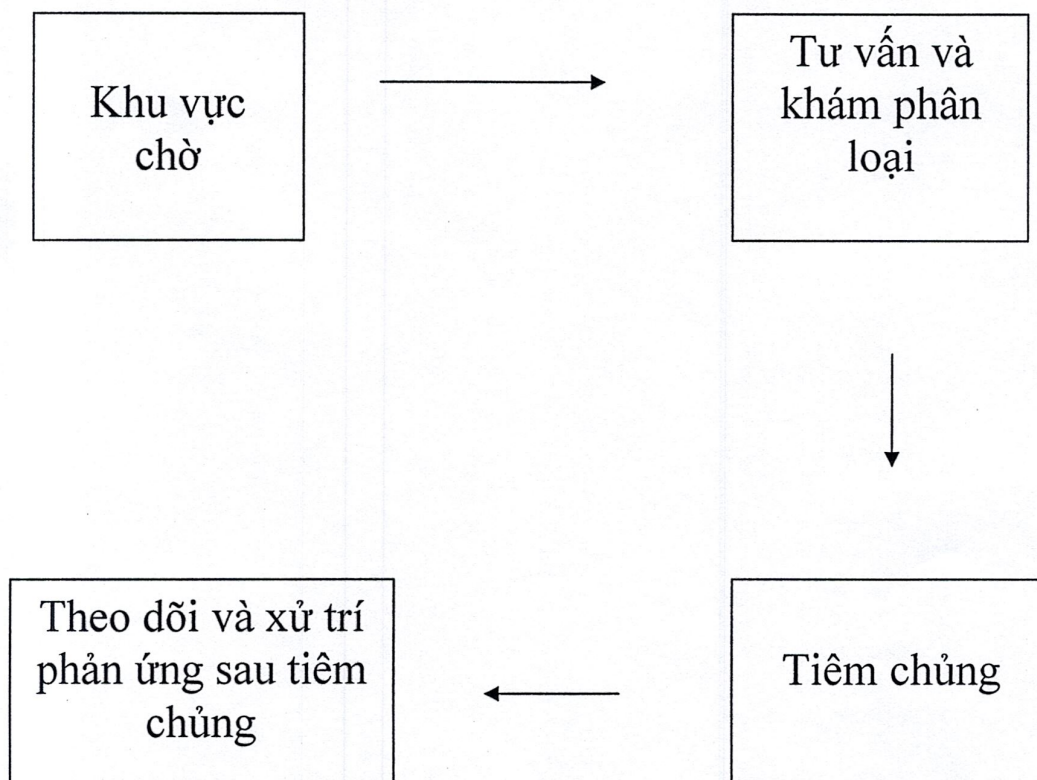 Khu vực
chờ
Tư vấn và
khám phân
loại
Theo dõi và xử trí
phản ứng sau tiêm
chủng
Tiêm chủng